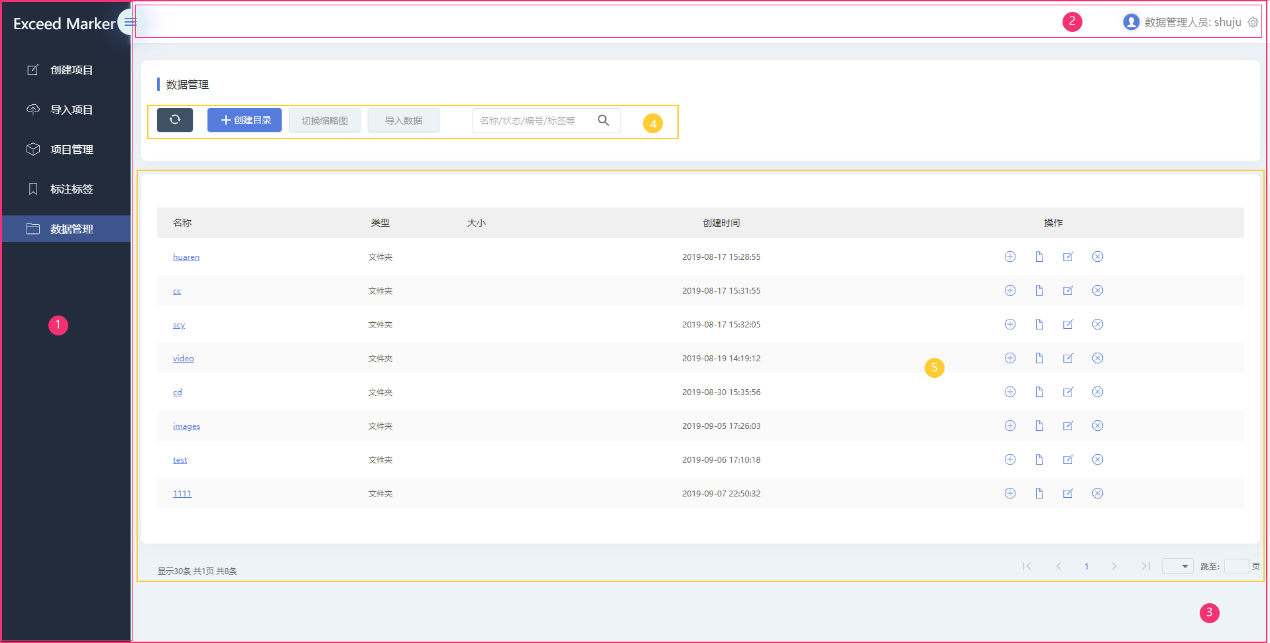 Exceed Marker
2
数据管理人员: shuju
创建项目
导入项目
项目管理
标注标签
数据管理
1
数据管理
创建目录 切换缩略图 导入数据 名称/状态/编号/标签等 4
名称 类型 大小 创建时间 操作
huaren 文件夹 2019-08-17 15:28:55
cc 文件夹 2019-08-17 15:31:55
scy 文件夹 2019-08-17 15:32:05
video 文件夹 2019-08-19 14:19:12
5
cd 文件夹 2019-08-30 15:35:56
images 文件夹 2019-09-05 17:26:03
test 文件夹 2019-09-06 17:10:18
1111 文件夹 2019-09-07 22:50:32
显示30条 共1页 共8条 1 跳至: 页
3